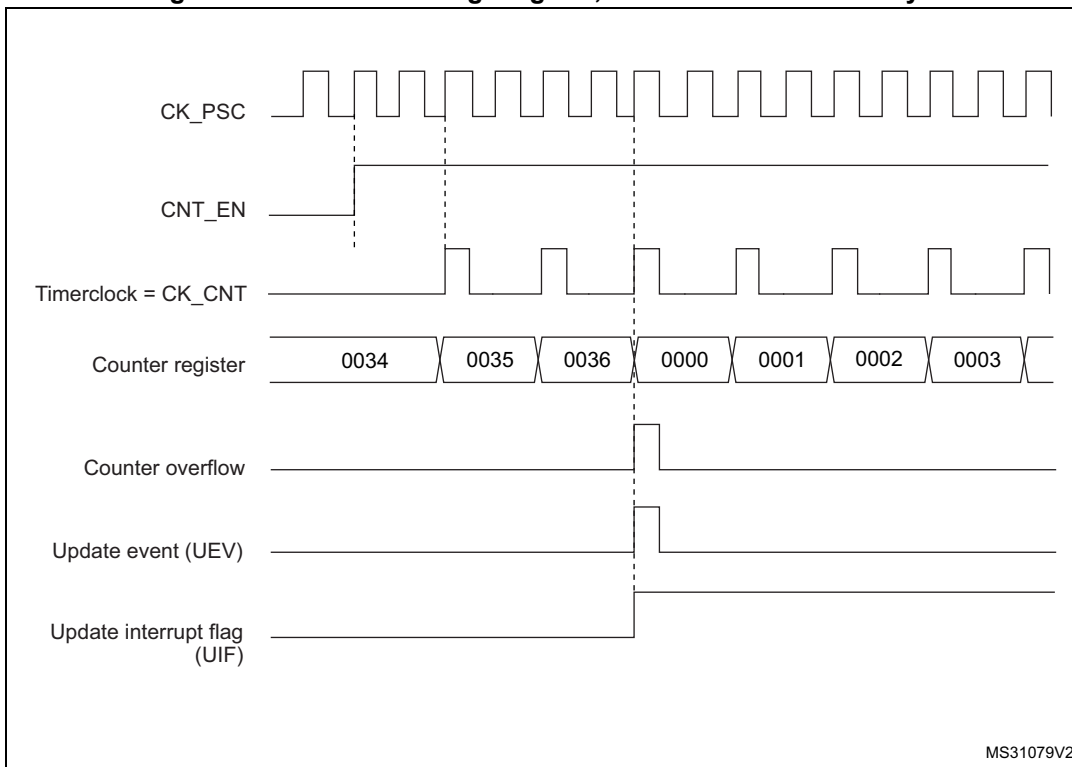 CK_PSC
CNT_EN
Timerclock = CK_CNT
Counter register
0034 0035 0036 0000 0001 0002 0003
Counter overflow
Update event (UEV)
Update interrupt flag
(UIF)
MS31079V2